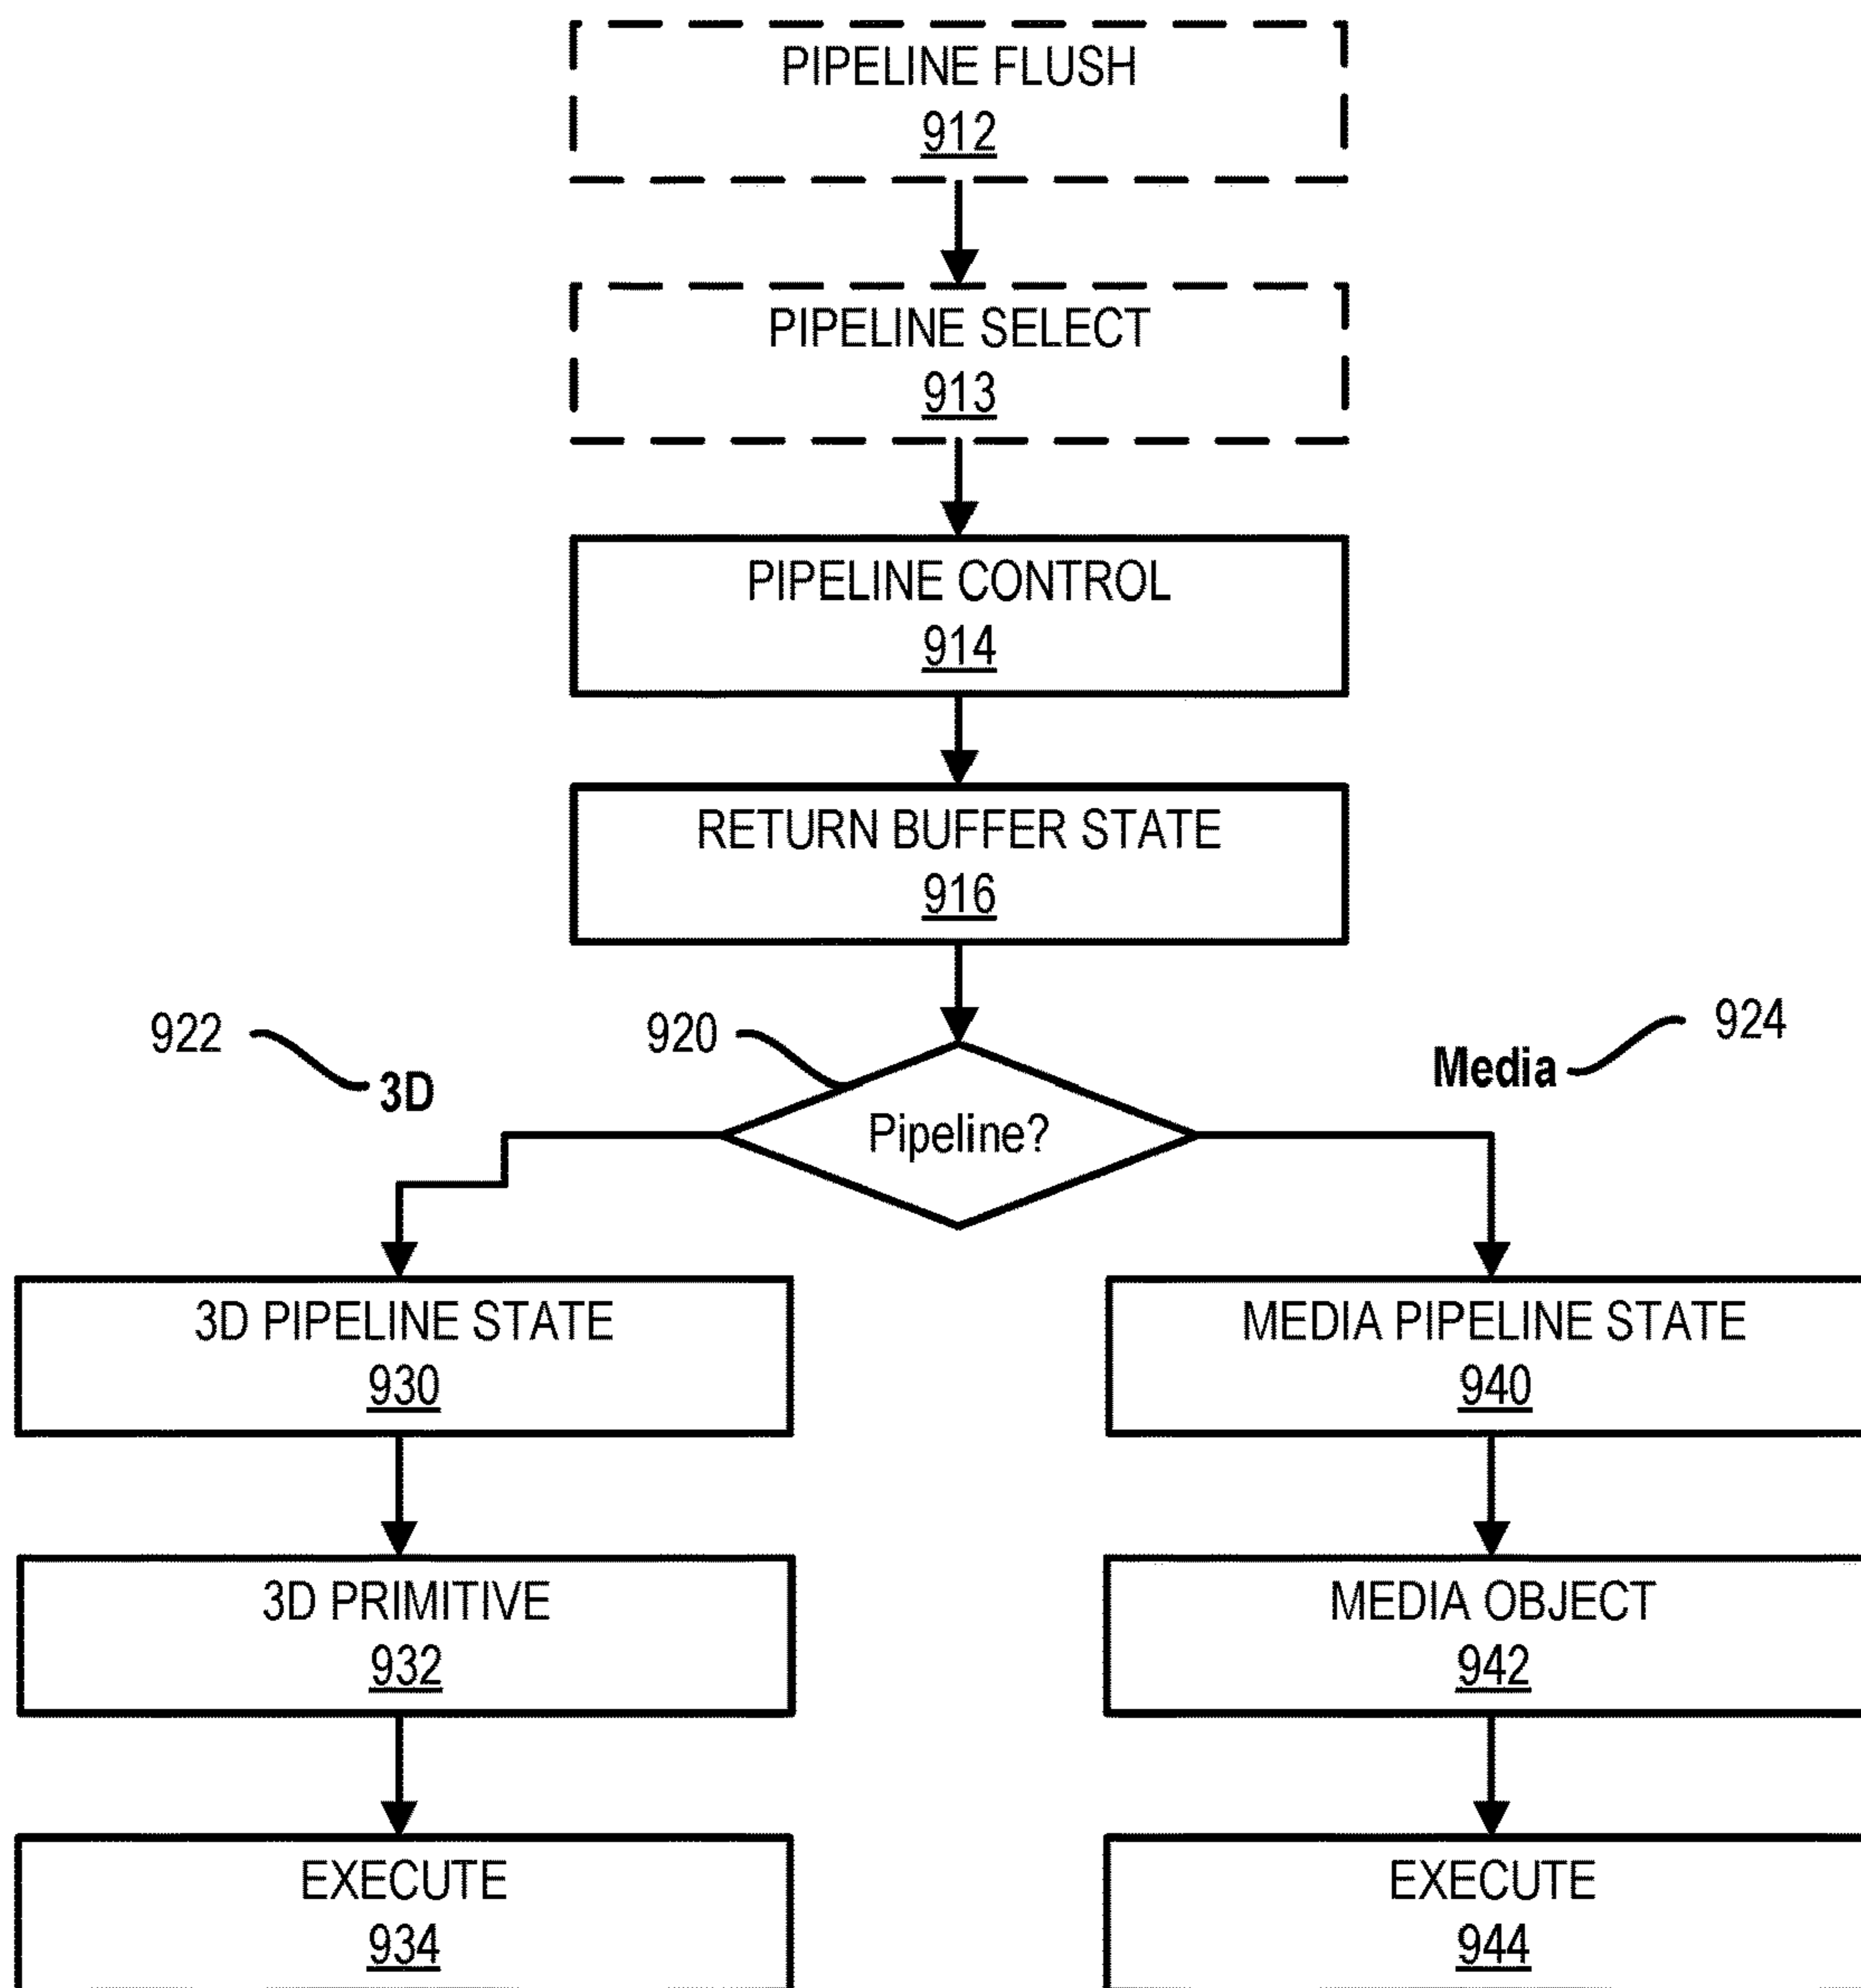 PIPELINE FLUSH
912
PIPELINE SELECT
913
PIPELINE CONTROL
914
RETURN BUFFER STATE
916
922
920
924
3D
Media
Pipeline?
3D PIPELINE STATE
930
MEDIA PIPELINE STATE
940
3D PRIMITIVE
932
MEDIA OBJECT
942
EXECUTE
934
EXECUTE
944